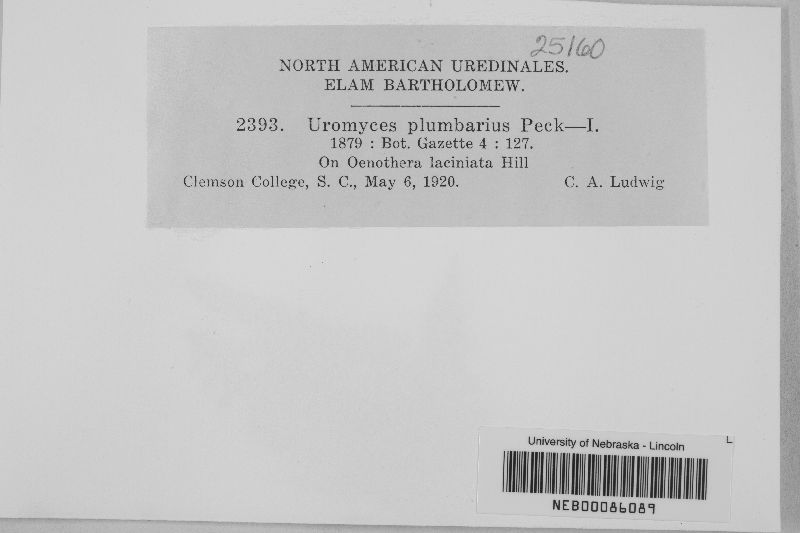 25160
NORTH AMERICAN UREDINALES.
ELAM BARTHOLOMEW.
2393. Uromyces plumbarius Peck—I.
1879 : Bot. Gazette 4 : 127.
On Oenothera laciniata Hill
Clemson College, S. C., May 6, 1920. C. A. Ludwig
University of Nebraska - Lincoln L
NEB00086089